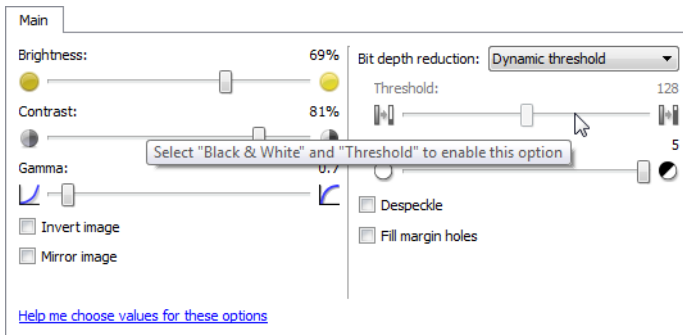 Main
Brightness: 69%
Contrast: 81%
Gamma: 0.7
Invert image
Mirror image
Help me choose values for these options
Bit depth reduction: Dynamic threshold
Threshold: 128
Select "Black & White" and "Threshold" to enable this option
5
Despeckle
Fill margin holes